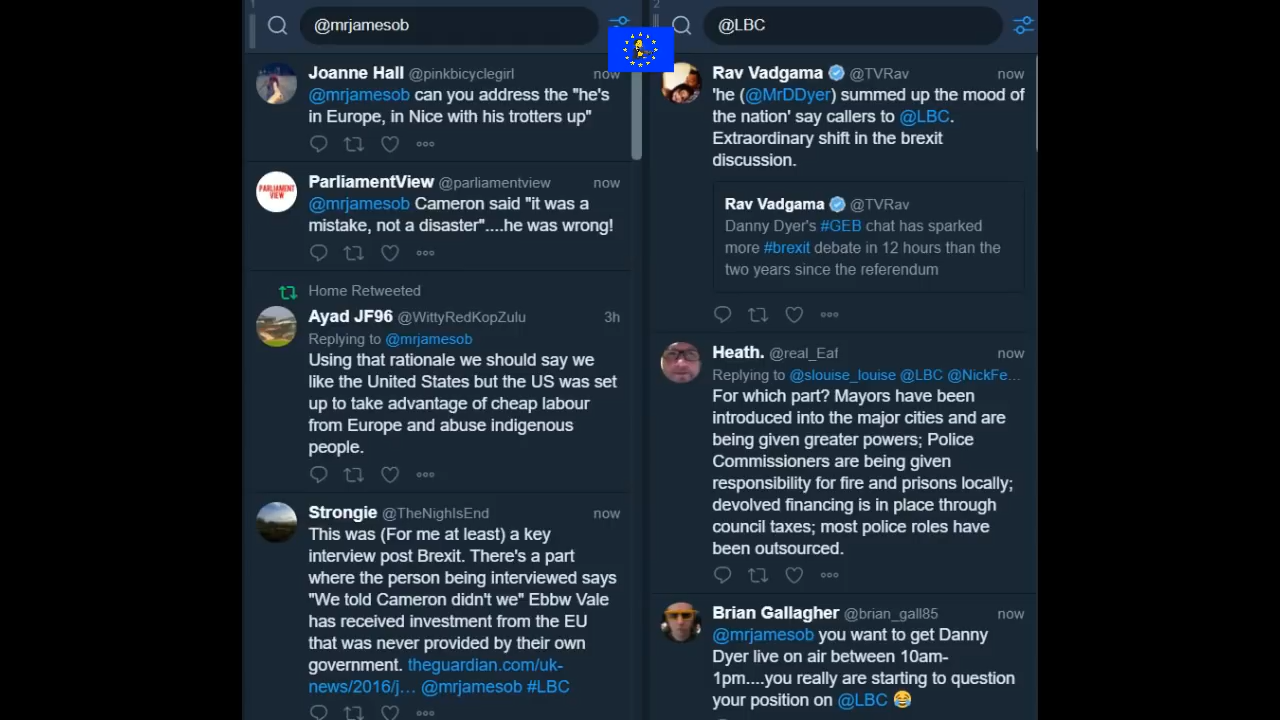 1
@mrjamesob
Joanne Hall @pinkbicyclegirl now
@mrjamesob can you address the "he's
in Europe, in Nice with his trotters up"
PARLIAMENT
VIEW
ParliamentView @parliamentview now
@mrjamesob Cameron said "it was a
mistake, not a disaster"....he was wrong!
Home Retweeted
Ayad JF96 @WittyRedKopZulu 3h
Replying to @mrjamesob
Using that rationale we should say we
like the United States but the US was set
up to take advantage of cheap labour
from Europe and abuse indigenous
people.
Strongie @TheNighIsEnd now
This was (For me at least) a key
interview post Brexit. There's a part
where the person being interviewed says
"We told Cameron didn't we" Ebbw Vale
has received investment from the EU
that was never provided by their own
government. theguardian.com/uk-
news/2016/j… @mrjamesob #LBC
2
@LBC
Rav Vadgama @TVRav now
'he (@MrDDyer) summed up the mood of
the nation' say callers to @LBC.
Extraordinary shift in the brexit
discussion.
Rav Vadgama @TVRav
Danny Dyer's #GEB chat has sparked
more #brexit debate in 12 hours than the
two years since the referendum
Heath. @real_Eaf now
Replying to @slouise_louise @LBC @NickFe…
For which part? Mayors have been
introduced into the major cities and are
being given greater powers; Police
Commissioners are being given
responsibility for fire and prisons locally;
devolved financing is in place through
council taxes; most police roles have
been outsourced.
Brian Gallagher @brian_gall85 now
@mrjamesob you want to get Danny
Dyer live on air between 10am-
1pm....you really are starting to question
your position on @LBC 😂